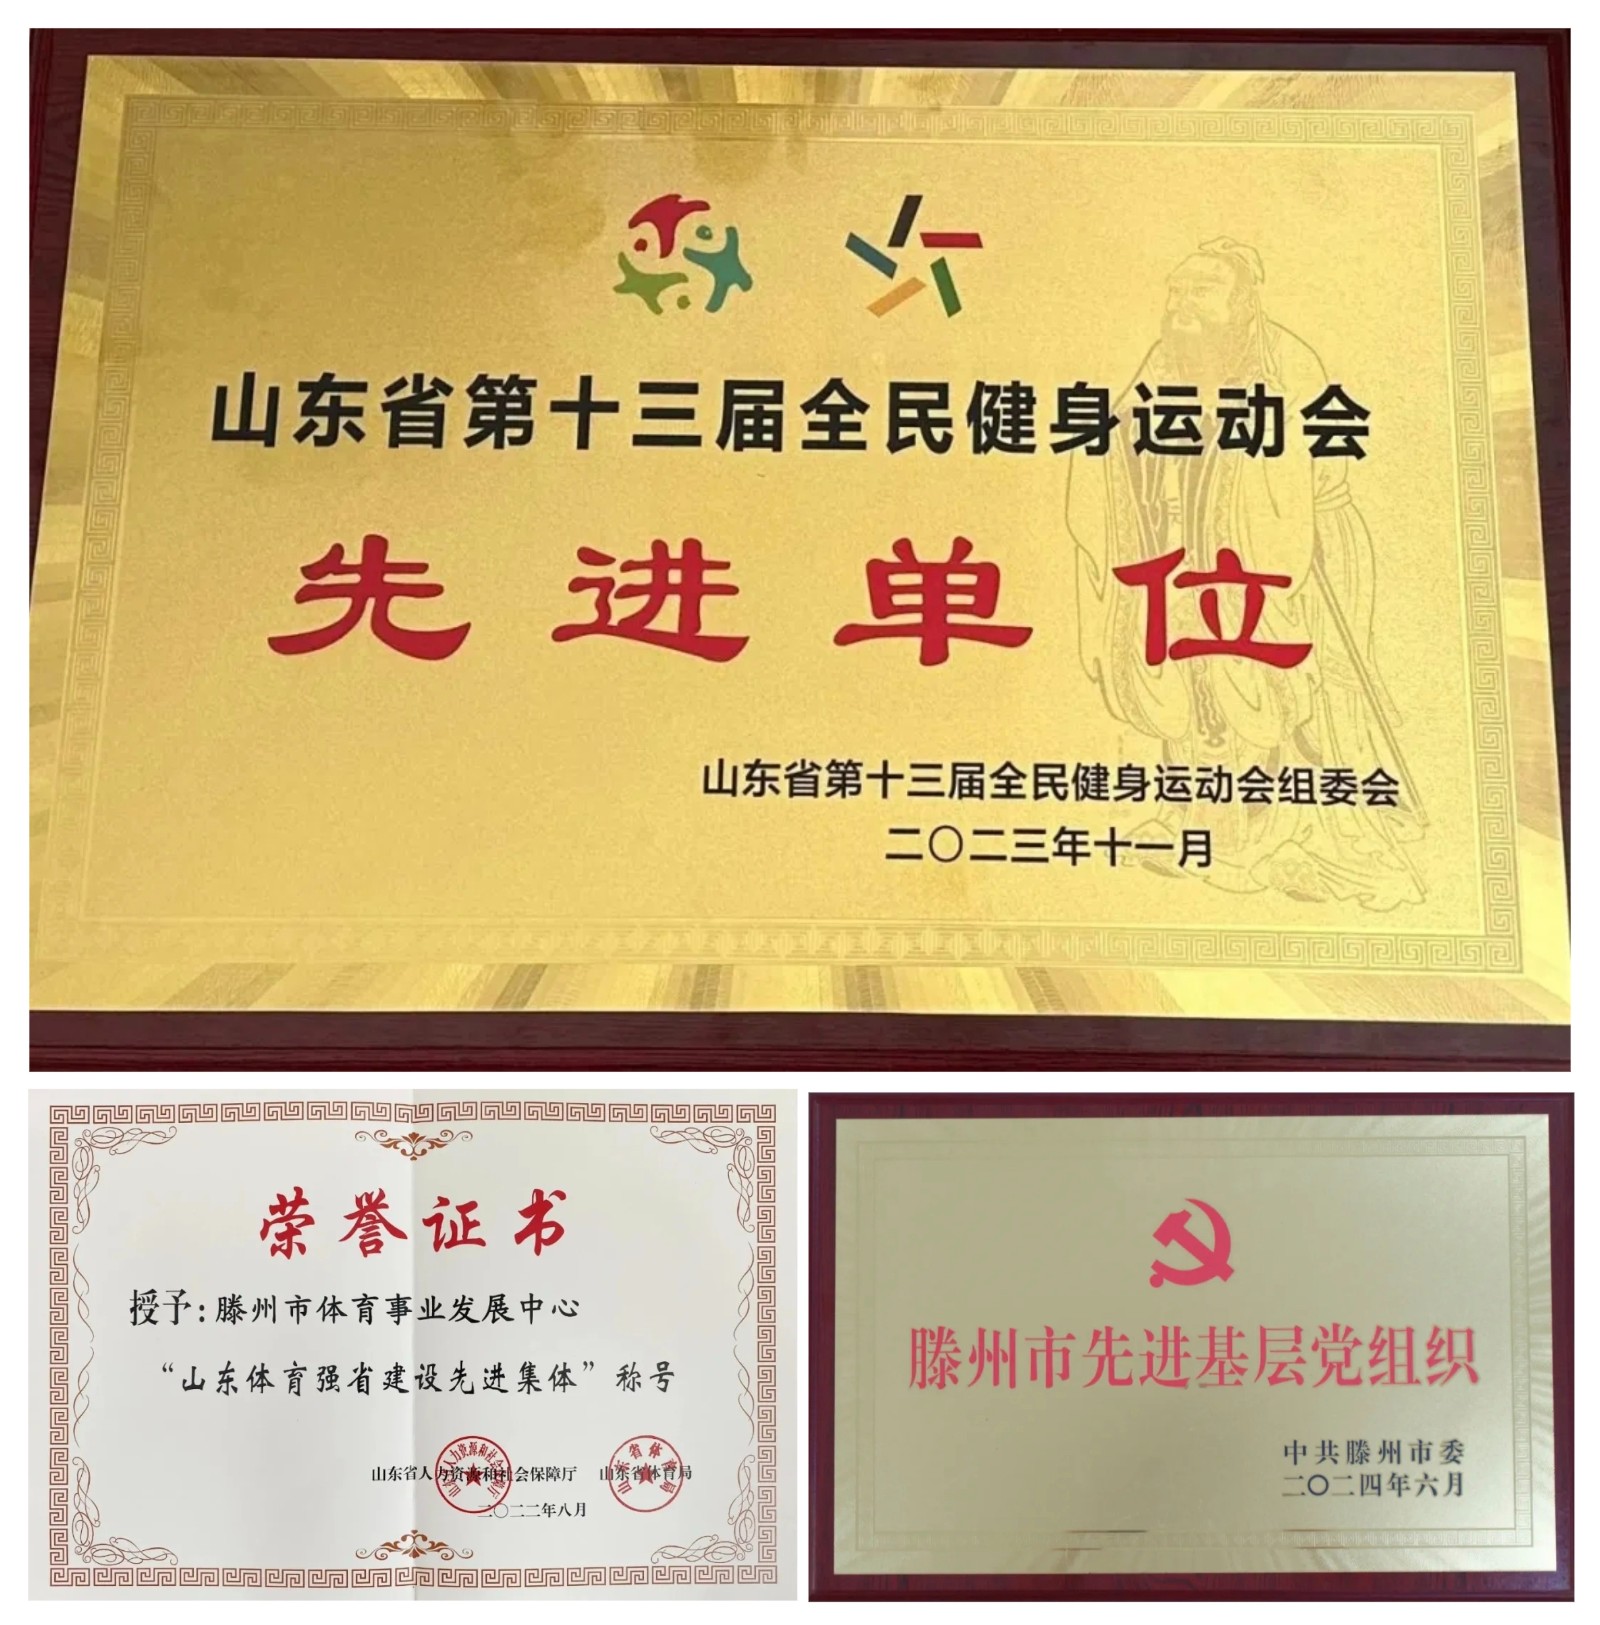 山东省第十三届全民健身运动会
先进单位
山东省第十三届全民健身运动会组委会
二〇二三年十一月
荣誉证书
授予:滕州市体育事业发展中心
“山东体育强省建设先进集体”称号
山东省人力资源和社会保障厅 山东省体育局
二〇二二年八月
滕州市先进基层党组织
中共滕州市委
二〇二四年六月